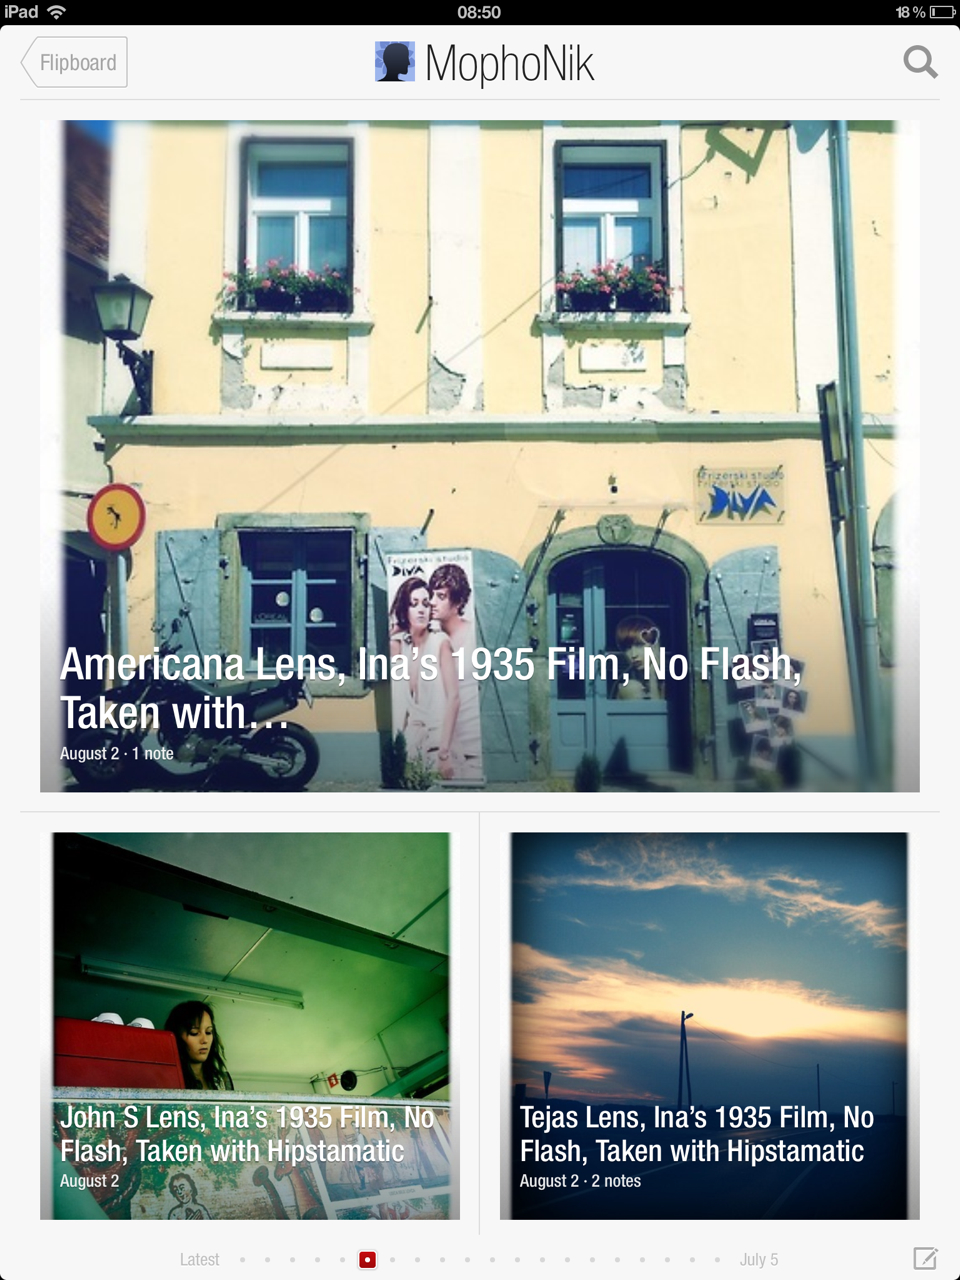 iPad 08:50 18 %
Flipboard MophoNik
Frizerski studio
Frizerski studio
DIVA
Frizerski studio
DIVA
Americana Lens, Ina’s 1935 Film, No Flash,
Taken with…
August 2 · 1 note
John S Lens, Ina’s 1935 Film, No
Flash, Taken with Hipstamatic
August 2
Tejas Lens, Ina’s 1935 Film, No
Flash, Taken with Hipstamatic
August 2 · 2 notes
Latest July 5